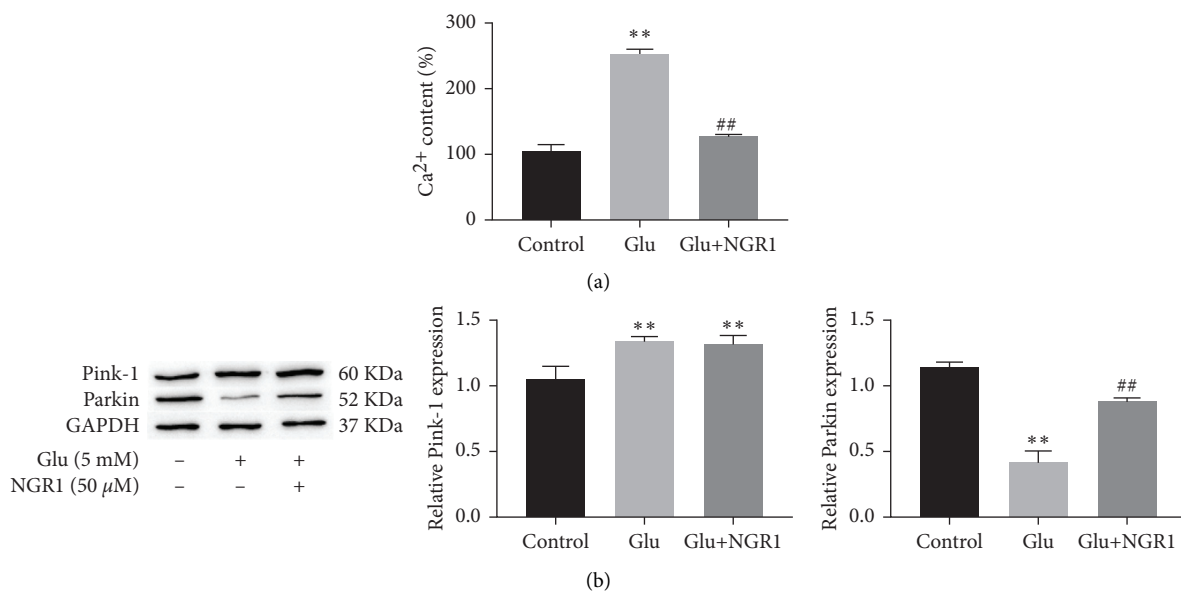 300
200
100
0
Ca2+ content (%)
**
##
Control Glu Glu+NGR1
(a)
Pink-1 60 KDa
Parkin 52 KDa
GAPDH 37 KDa
Glu (5 mM) – + +
NGR1 (50 μM) – – +
1.5
1.0
0.5
0.0
Relative Pink-1 expression
** **
Control Glu Glu+NGR1
1.5
1.0
0.5
0.0
Relative Parkin expression
**
##
Control Glu Glu+NGR1
(b)